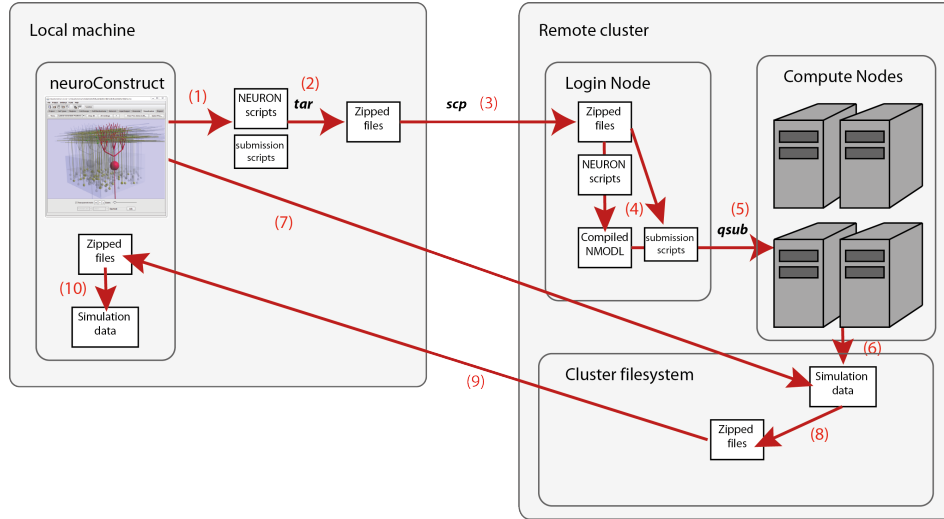 Local machine
Remote cluster
neuroConstruct
Login Node
Compute Nodes
(1)
NEURON
scripts
submission
scripts
(2)
tar
Zipped
files
scp
(3)
Zipped
files
NEURON
scripts
(4)
Compiled
NMODL
submission
scripts
(5)
qsub
(7)
Zipped
files
(10)
Simulation
data
(6)
Cluster filesystem
Simulation
data
(9)
(8)
Zipped
files